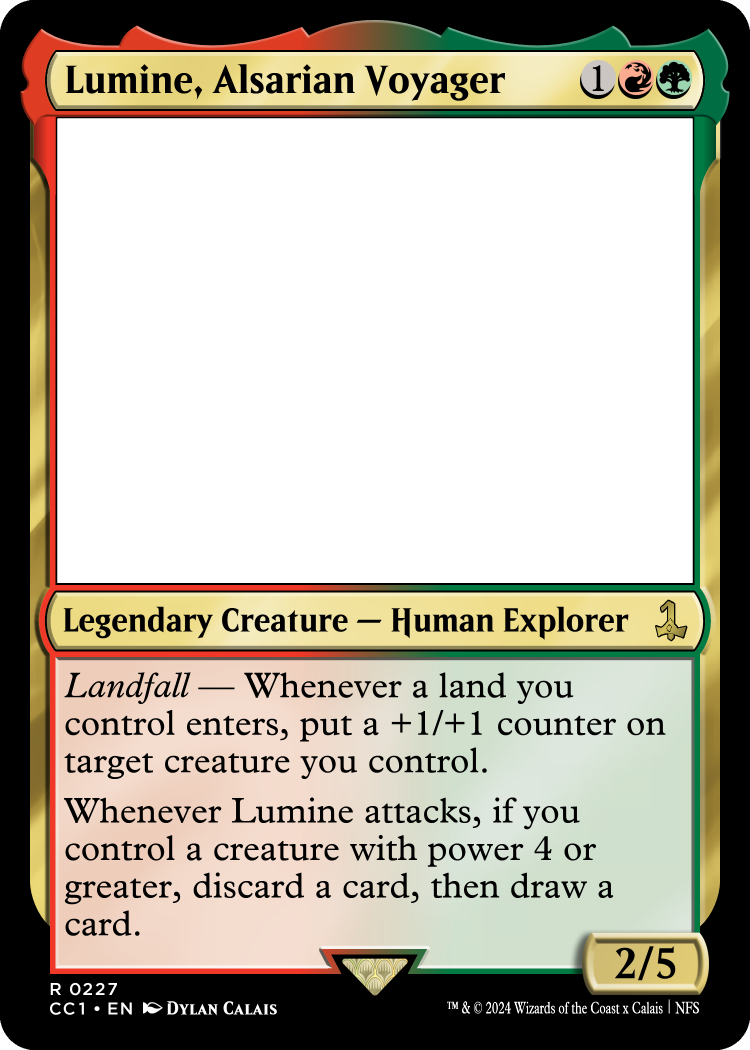 Lumine, Alsarian Voyager 1
Legendary Creature — Human Explorer
Landfall — Whenever a land you
control enters, put a +1/+1 counter on
target creature you control.
Whenever Lumine attacks, if you
control a creature with power 4 or
greater, discard a card, then draw a
card.
2/5
R 0227
CC1 • EN Dylan Calais
™ & © 2024 Wizards of the Coast x Calais | NFS